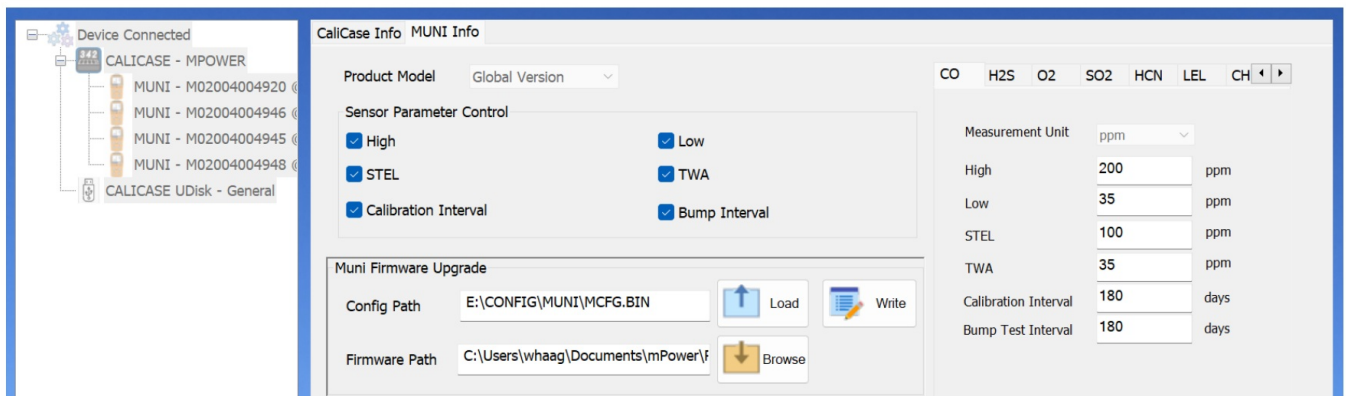 Device Connected
342
CALICASE - MPOWER
MUNI - M02004004920 @
MUNI - M02004004946 @
MUNI - M02004004945 @
MUNI - M02004004948 @
CALICASE UDisk - General
CaliCase Info MUNI Info
Product Model Global Version
Sensor Parameter Control
High Low
STEL TWA
Calibration Interval Bump Interval
Muni Firmware Upgrade
Config Path E:\CONFIG\MUNI\MCFG.BIN Load Write
Firmware Path C:\Users\whaag\Documents\mPower\F Browse
CO H2S O2 SO2 HCN LEL CH
Measurement Unit ppm
High 200 ppm
Low 35 ppm
STEL 100 ppm
TWA 35 ppm
Calibration Interval 180 days
Bump Test Interval 180 days